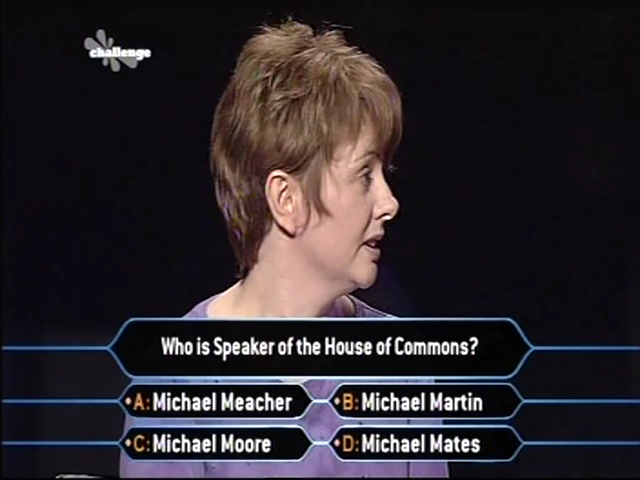 challenge
Who is Speaker of the House of Commons?
A: Michael Meacher
B: Michael Martin
C: Michael Moore
D: Michael Mates